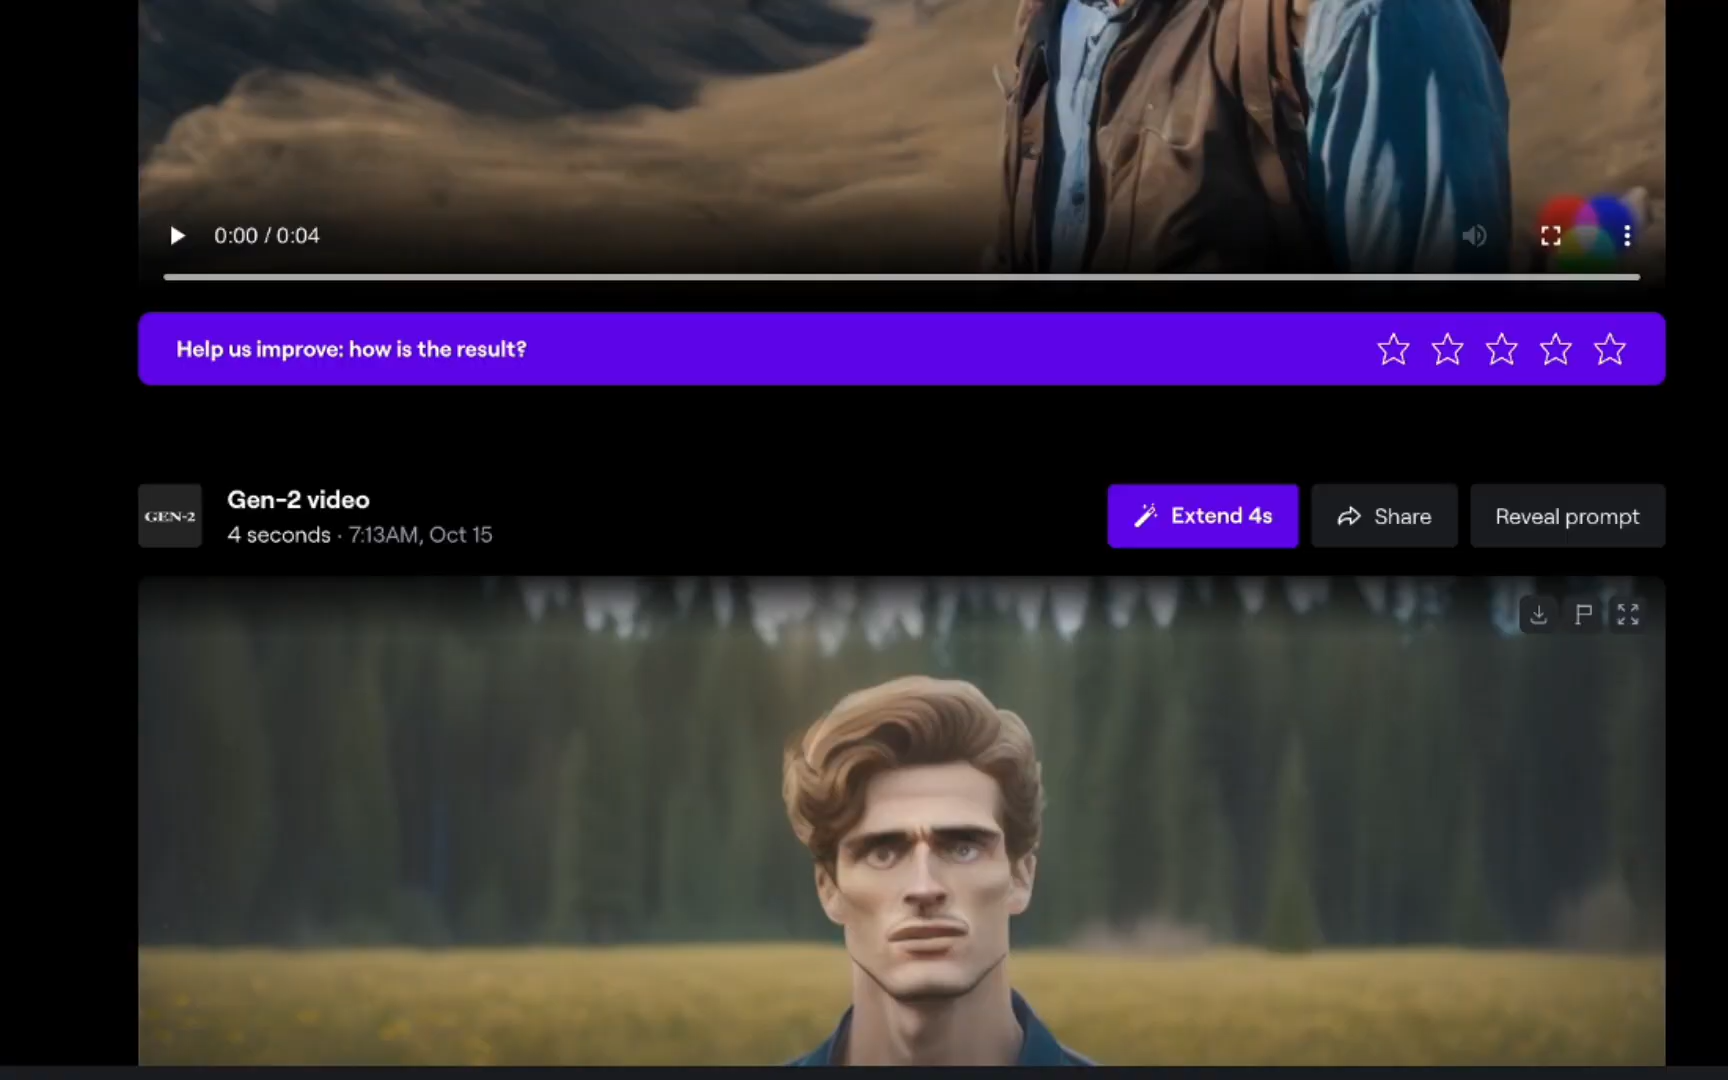 0:00 / 0:04
Help us improve: how is the result?
GEN-2
Gen-2 video
4 seconds · 7:13AM, Oct 15
Extend 4s
Share
Reveal prompt